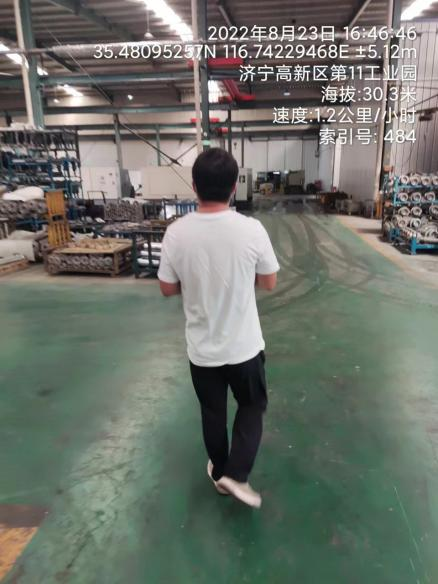 2022年8月23日 16:46:46
35.48095257N 116.74229468E ±5.12m
济宁高新区第11工业园
海拔:30.3米
速度:1.2公里/小时
索引号: 484